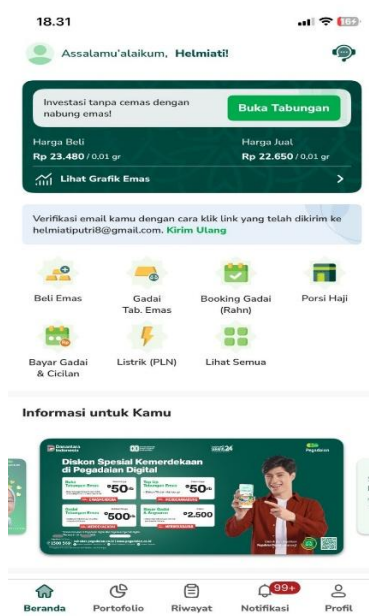 18.31
Assalamu'alaikum, Helmiati!
Investasi tanpa cemas dengan
nabung emas!
Buka Tabungan
Harga Beli
Harga Jual
Rp 23.480 / 0,01 gr
Rp 22.650 / 0,01 gr
Lihat Grafik Emas
Verifikasi email kamu dengan cara klik link yang telah dikirim ke
helmiatiputri8@gmail.com. Kirim Ulang
Beli Emas
Gadai
Tab. Emas
Booking Gadai
(Rahn)
Porsi Haji
Bayar Gadai
& Cicilan
Listrik (PLN)
Lihat Semua
Informasi untuk Kamu
Danantara
Indonesia
Pegadaian
Diskon Spesial Kemerdekaan
di Pegadaian Digital
50
50
500
2.500
99+
Beranda
Portofolio
Riwayat
Notifikasi
Profil